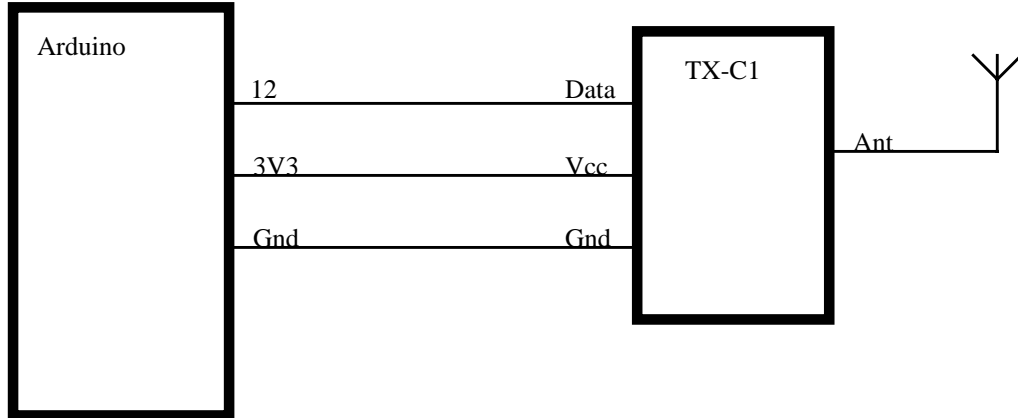 Arduino
TX-C1
12 Data
Ant
3V3 Vcc
Gnd Gnd